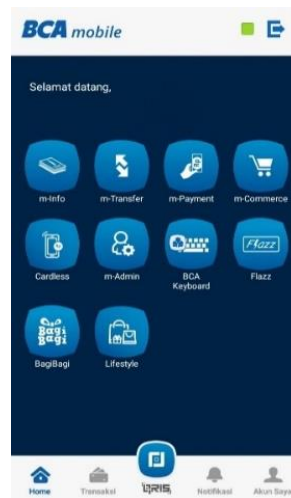 BCA mobile
Selamat datang,
m-Info
m-Transfer
m-Payment
m-Commerce
Cardless
m-Admin
BCA
Keyboard
Flazz
Flazz
Bagi
Bagi
BagiBagi
Lifestyle
Home
Transaksi
QRIS
Notifikasi
Akun Saya